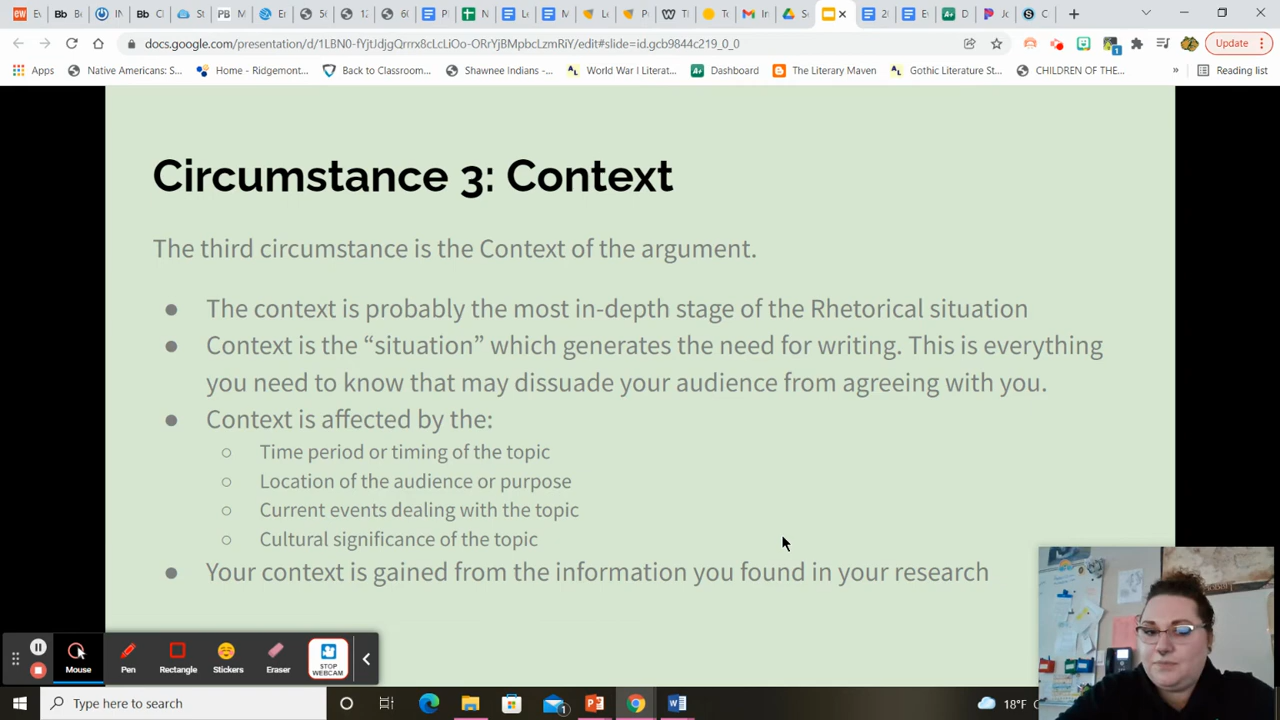 docs.google.com/presentation/d/1LBN0-fYjtJdjgQrnx8cLcLiOo-ORrYjBMpbcLzmRiY/edit#slide=id.gcb9844c219_0_0
Update
Apps Native Americans: S... Home - Ridgemont... Back to Classroom... Shawnee Indians -... World War I Literat... Dashboard The Literary Maven Gothic Literature St... CHILDREN OF THE... » Reading list
Circumstance 3: Context
The third circumstance is the Context of the argument.
● The context is probably the most in-depth stage of the Rhetorical situation
● Context is the “situation” which generates the need for writing. This is everything
you need to know that may dissuade your audience from agreeing with you.
● Context is affected by the:
○ Time period or timing of the topic
○ Location of the audience or purpose
○ Current events dealing with the topic
○ Cultural significance of the topic
● Your context is gained from the information you found in your research
Mouse Pen Rectangle Stickers Eraser STOP WEBCAM
Type here to search
18°F